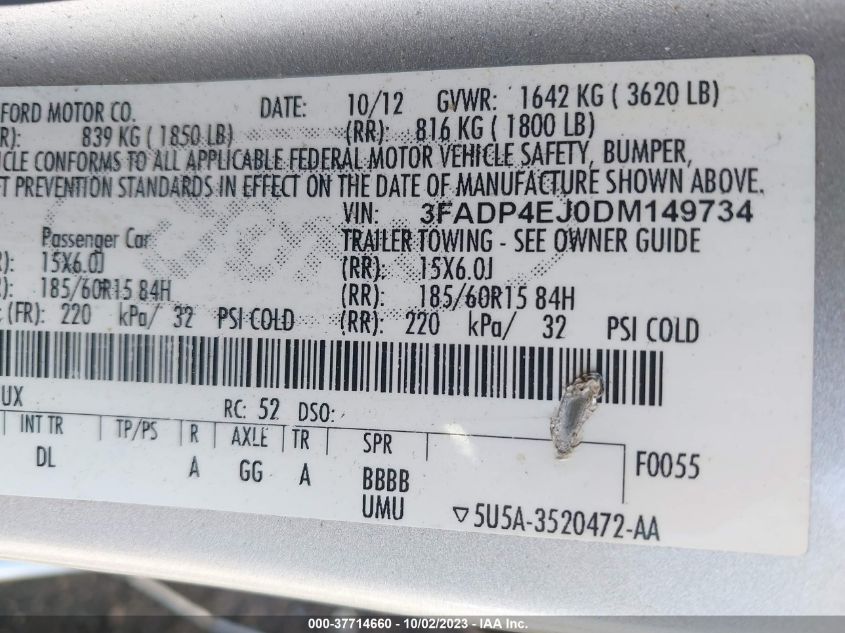 FORD MOTOR CO. DATE: 10/12 GVWR: 1642 KG ( 3620 LB)
R): 839 KG ( 1850 LB) (RR): 816 KG ( 1800 LB)
ICLE CONFORMS TO ALL APPLICABLE FEDERAL MOTOR VEHICLE SAFETY, BUMPER,
FT PREVENTION STANDARDS IN EFFECT ON THE DATE OF MANUFACTURE SHOWN ABOVE.
VIN: 3FADP4EJ0DM149734
Passenger Car TRAILER TOWING - SEE OWNER GUIDE
R): 15X6.0J (RR): 15X6.0J
R): 185/60R15 84H (RR): 185/60R15 84H
(FR): 220 kPa/ 32 PSI COLD (RR): 220 kPa/ 32 PSI COLD
UX
RC: 52 DSO:
INT TR TP/PS R AXLE TR SPR
DL A GG A BBBB F0055
UMU ▽5U5A-3520472-AA
000-37714660 - 10/02/2023 - IAA Inc.